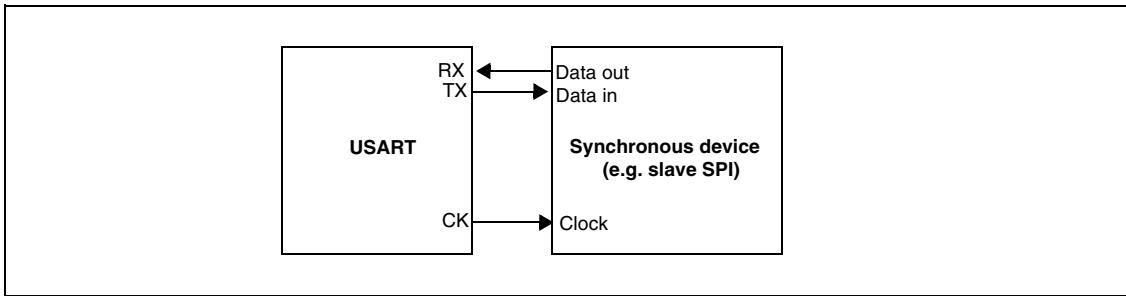 RX
TX
USART
CK
Data out
Data in
Synchronous device
(e.g. slave SPI)
Clock